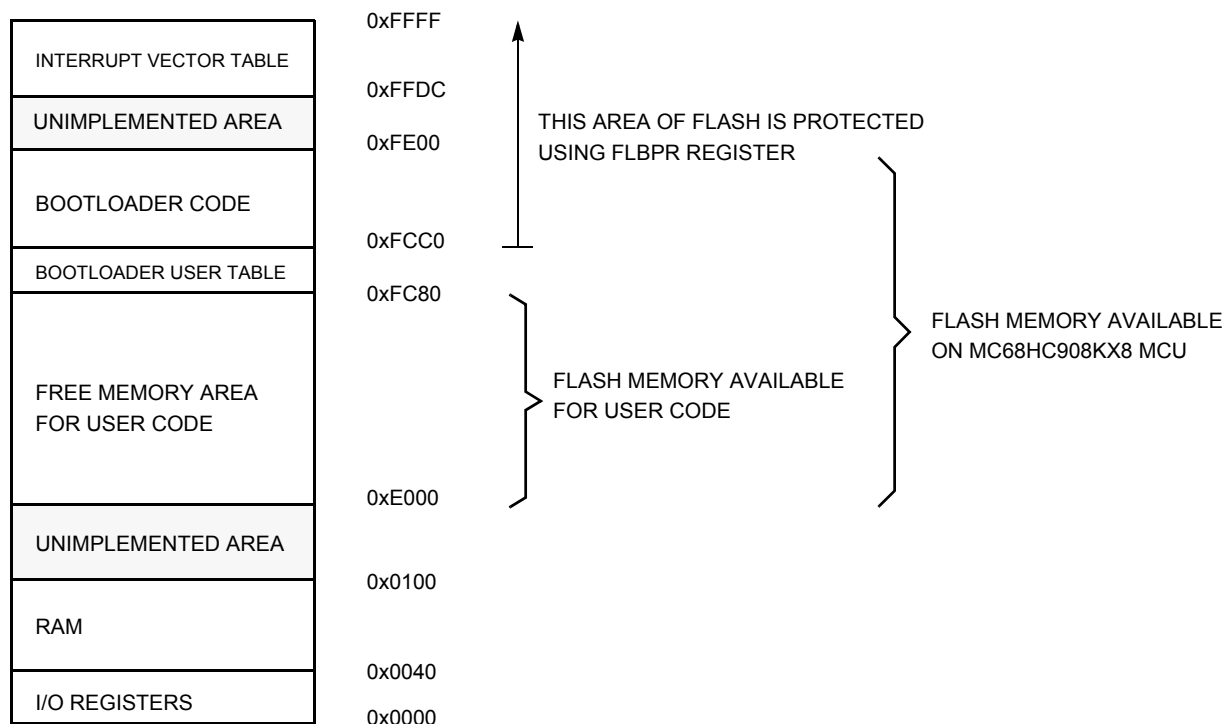 0xFFFF
INTERRUPT VECTOR TABLE
0xFFDC
UNIMPLEMENTED AREA
0xFE00
THIS AREA OF FLASH IS PROTECTED
USING FLBPR REGISTER
BOOTLOADER CODE
0xFCC0
BOOTLOADER USER TABLE
0xFC80
FLASH MEMORY AVAILABLE
ON MC68HC908KX8 MCU
FREE MEMORY AREA
FOR USER CODE
FLASH MEMORY AVAILABLE
FOR USER CODE
0xE000
UNIMPLEMENTED AREA
0x0100
RAM
0x0040
I/O REGISTERS
0x0000